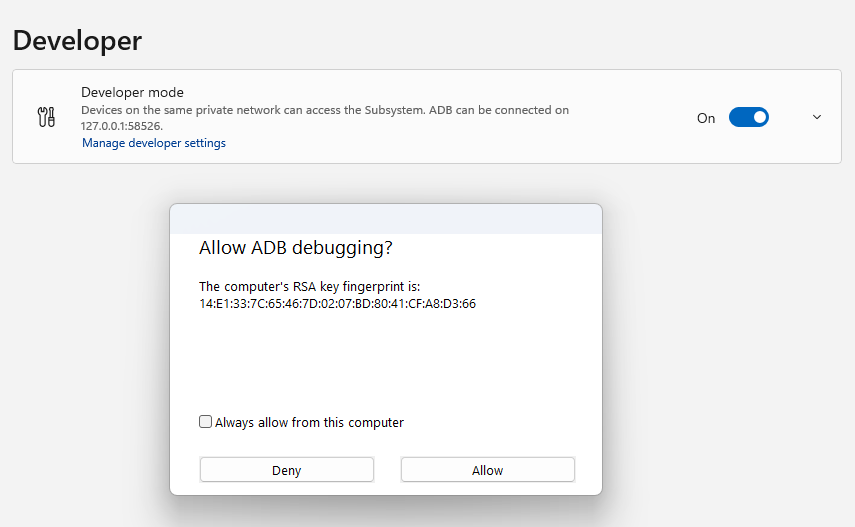 Developer
Developer mode
Devices on the same private network can access the Subsystem. ADB can be connected on
127.0.0.1:58526.
Manage developer settings
On
Allow ADB debugging?
The computer's RSA key fingerprint is:
14:E1:33:7C:65:46:7D:02:07:BD:80:41:CF:A8:D3:66
Always allow from this computer
Deny
Allow